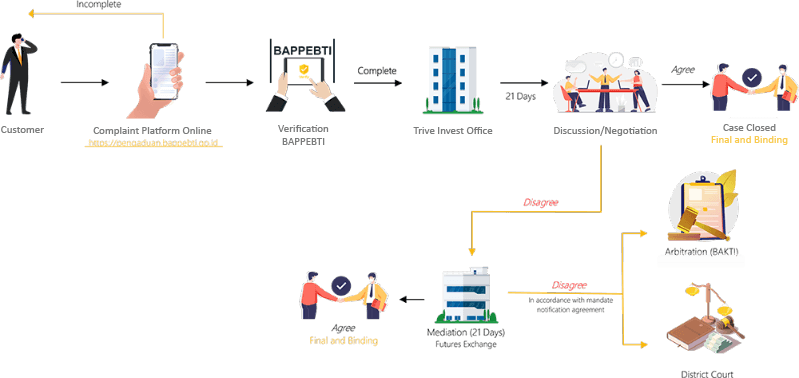 Incomplete
BAPPEBTI
Complete
21 Days
Agree
Customer
Complaint Platform Online
https://pengaduan.bappebti.go.id
Verification
BAPPEBTI
Trive Invest Office
Discussion/Negotiation
Case Closed
Final and Binding
Disagree
Arbitration (BAKTI)
Disagree
In accordance with mandate
notification agreement
Agree
Final and Binding
Mediation (21 Days)
Futures Exchange
District Court